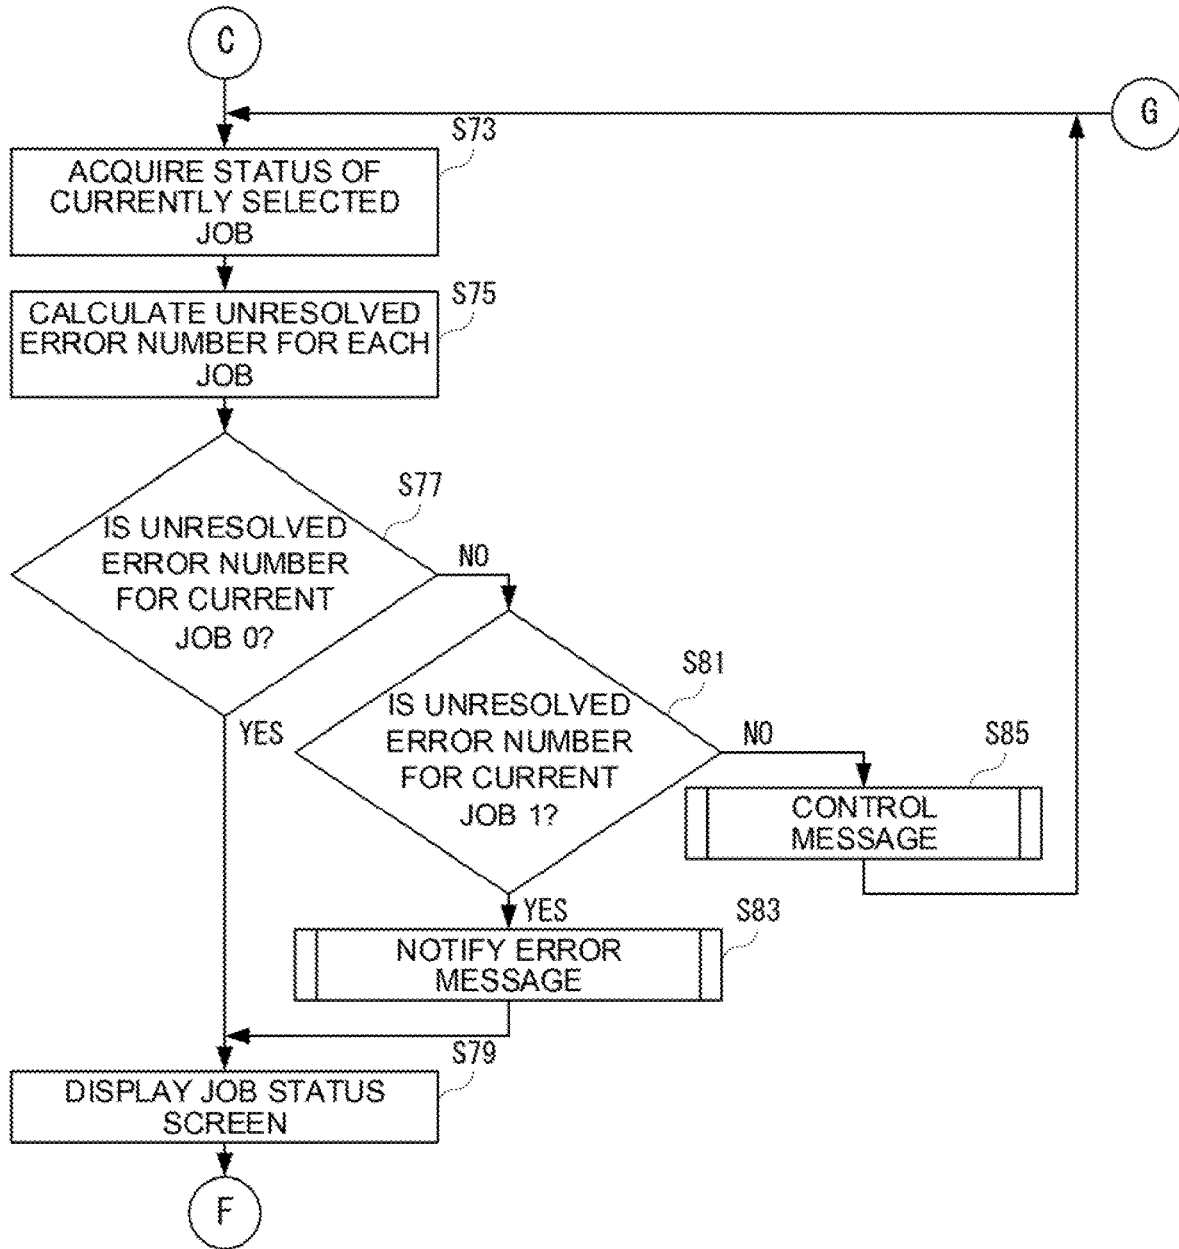 C
G
S73
ACQUIRE STATUS OF
CURRENTLY SELECTED
JOB
S75
CALCULATE UNRESOLVED
ERROR NUMBER FOR EACH
JOB
S77
IS UNRESOLVED
ERROR NUMBER
FOR CURRENT
JOB 0?
NO
YES
S81
IS UNRESOLVED
ERROR NUMBER
FOR CURRENT
JOB 1?
NO
S85
CONTROL
MESSAGE
YES
S83
NOTIFY ERROR
MESSAGE
S79
DISPLAY JOB STATUS
SCREEN
F